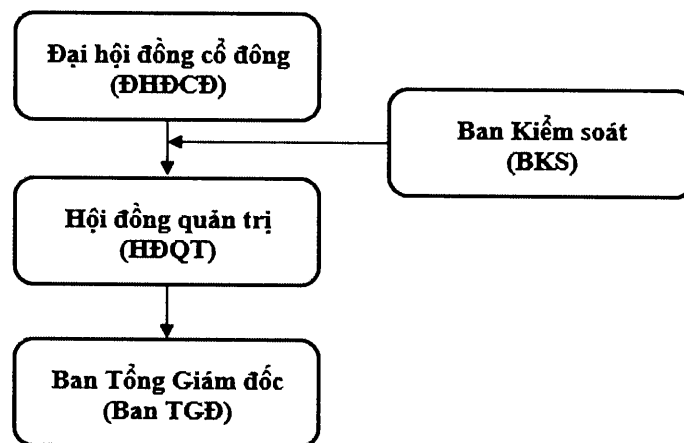 Đại hội đồng cổ đông
(ĐHĐCĐ)
Ban Kiểm soát
(BKS)
Hội đồng quản trị
(HĐQT)
Ban Tổng Giám đốc
(Ban TGĐ)